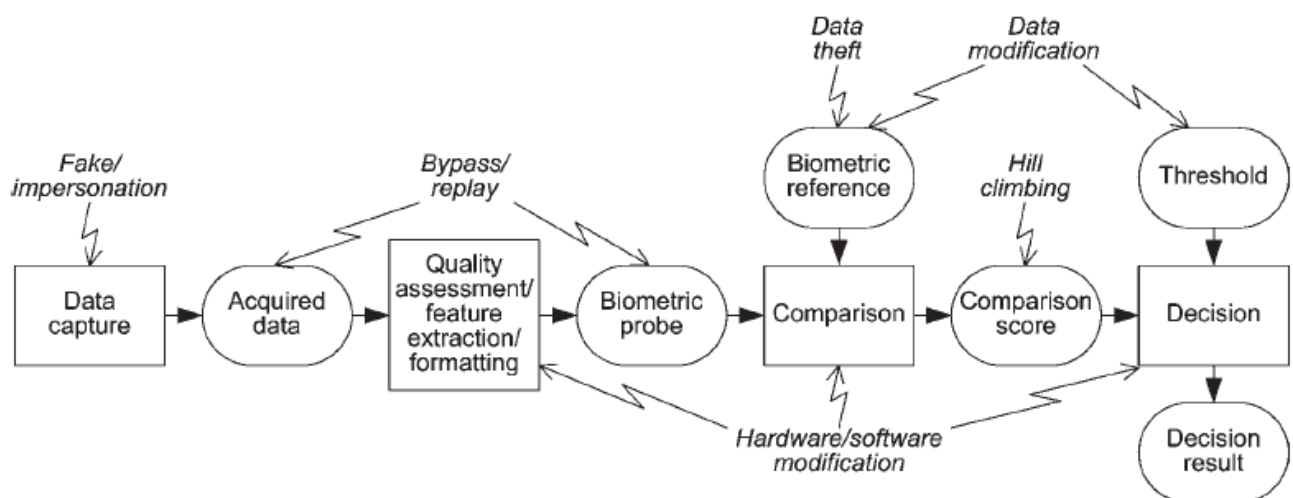 Data
theft
Data
modification
Fake/
impersonation
Bypass/
replay
Biometric
reference
Hill
climbing
Threshold
Data
capture
Acquired
data
Quality
assessment/
feature
extraction/
formatting
Biometric
probe
Comparison
Comparison
score
Decision
Hardware/software
modification
Decision
result